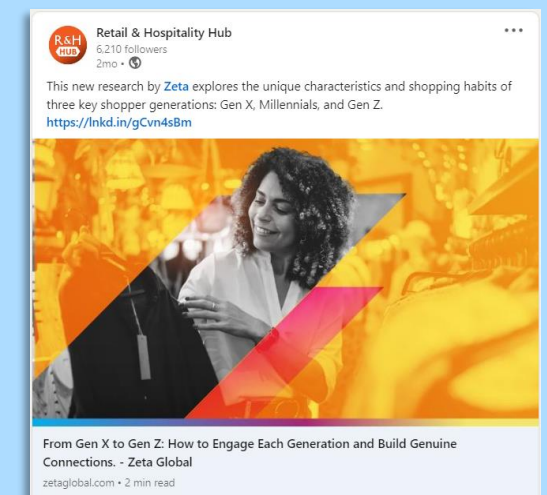 R&H
HUB
Retail & Hospitality Hub
6,210 followers
2mo •
This new research by Zeta explores the unique characteristics and shopping habits of
three key shopper generations: Gen X, Millennials, and Gen Z.
https://lnkd.in/gCvn4sBm
From Gen X to Gen Z: How to Engage Each Generation and Build Genuine
Connections. - Zeta Global
zetaglobal.com • 2 min read